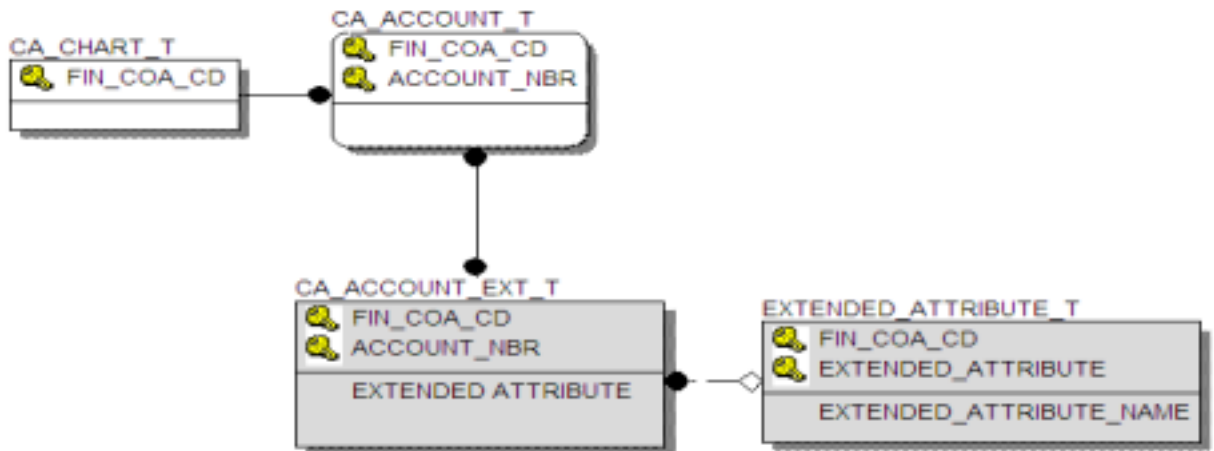 CA_CHART_T
FIN_COA_CD
CA_ACCOUNT_T
FIN_COA_CD
ACCOUNT_NBR
CA_ACCOUNT_EXT_T
FIN_COA_CD
ACCOUNT_NBR
EXTENDED ATTRIBUTE
EXTENDED_ATTRIBUTE_T
FIN_COA_CD
EXTENDED_ATTRIBUTE
EXTENDED_ATTRIBUTE_NAME